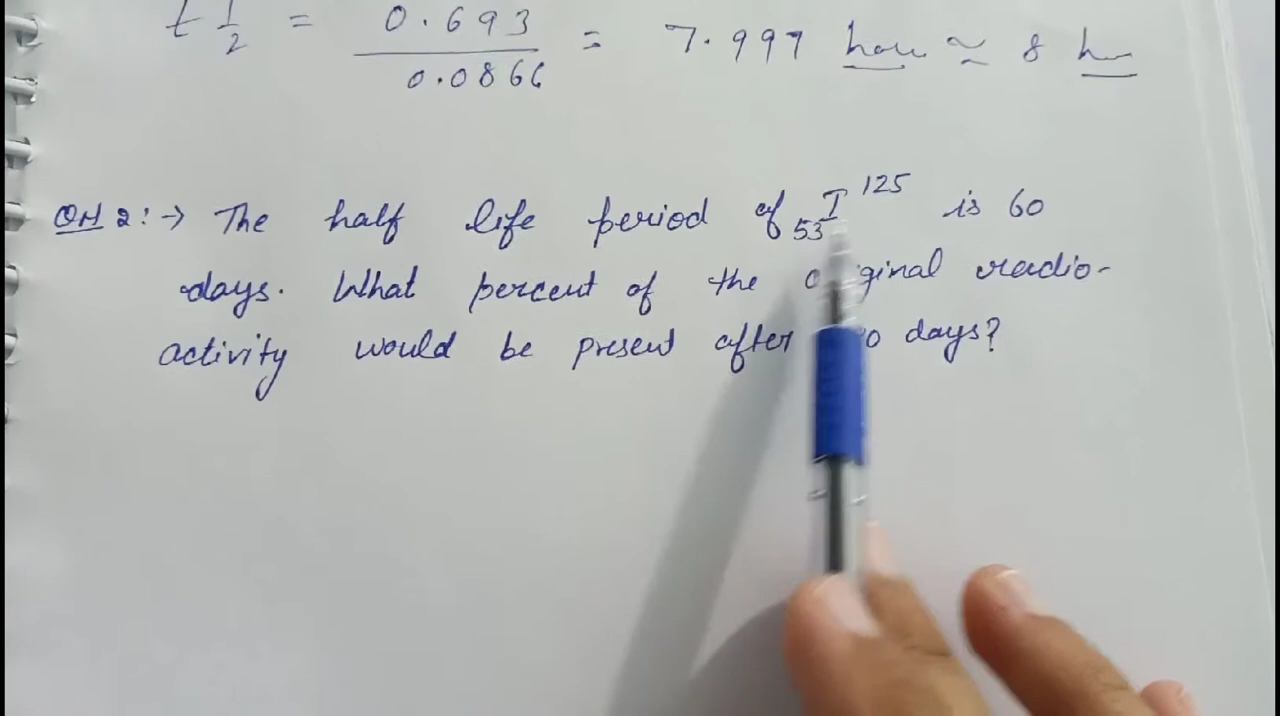 t 1/2 = 0.693 / 0.0866 = 7.997 hour ≈ 8 hr
QN 2:→ The half life period of 53I125 is 60
days. What percent of the original radio-
activity would be present after days?